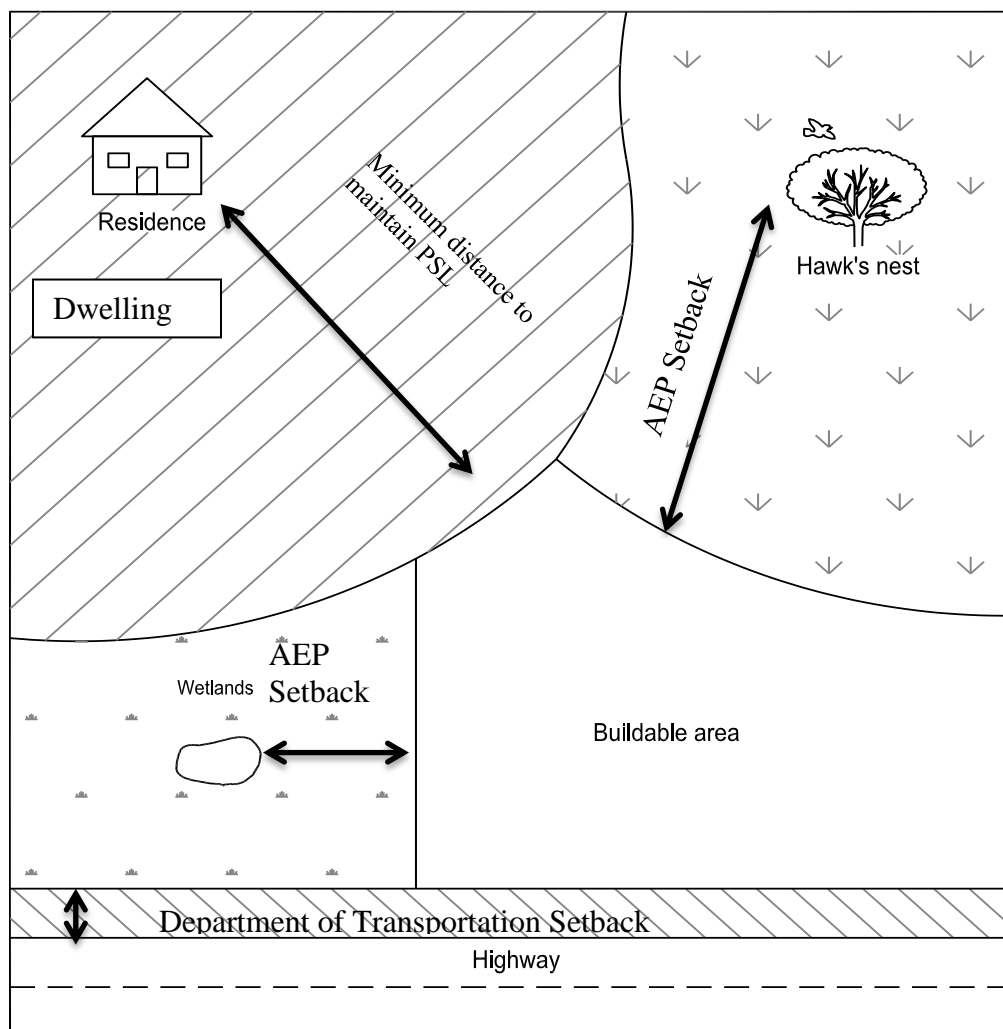 Residence
Dwelling
Minimum distance to
maintain PSL
Hawk's nest
AEP Setback
AEP
Setback
Wetlands
Buildable area
Department of Transportation Setback
Highway